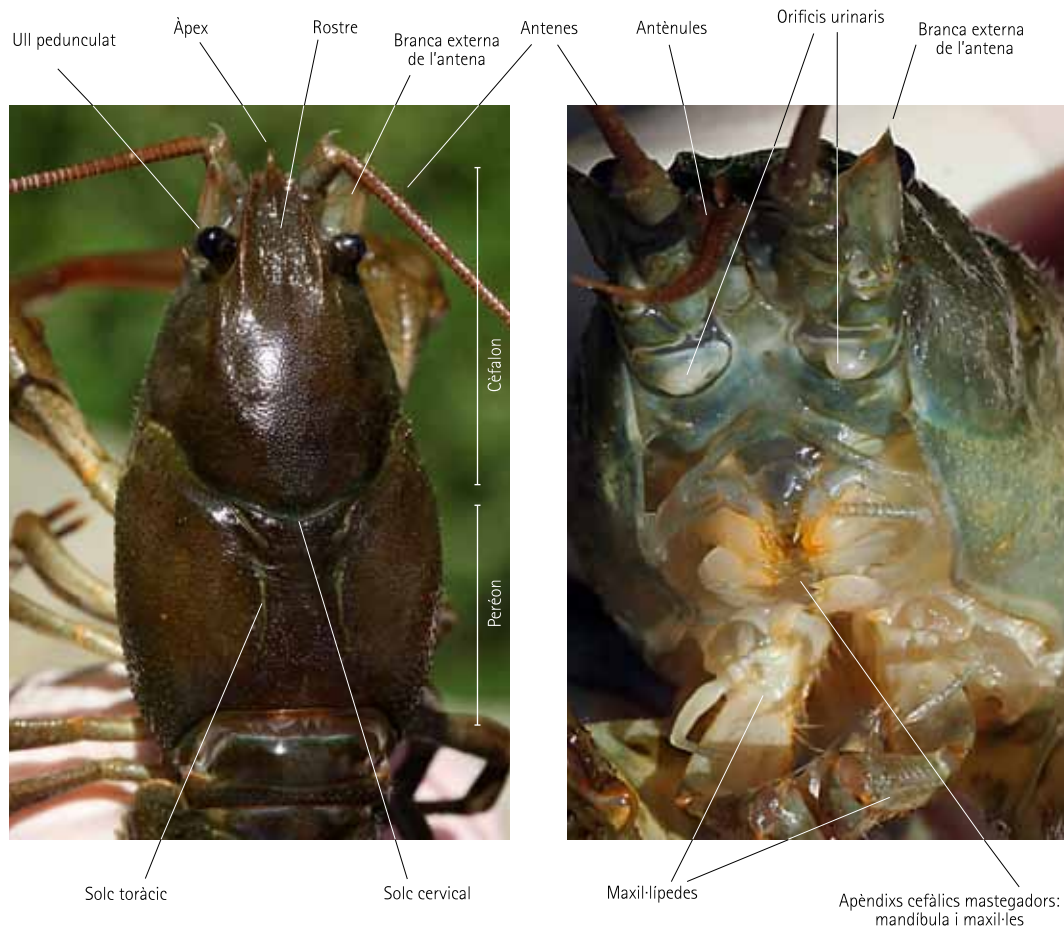 Ull pedunculat
Àpex
Rostre
Branca externa
de l'antena
Antenes
Antènules
Orificis urinaris
Branca externa
de l'antena
Cèfalon
Peréon
Solc toràcic
Solc cervical
Maxil·lípedes
Apèndixs cefàlics mastegadors:
mandíbula i maxil·les